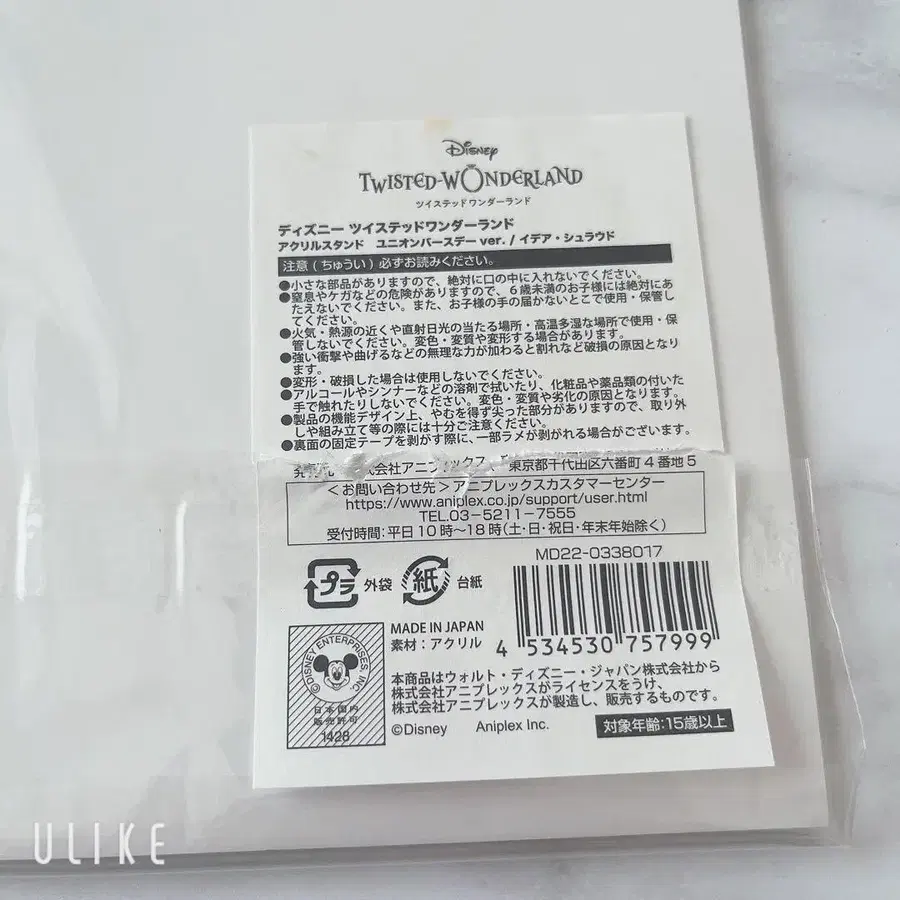 Disney
TWISTED-WONDERLAND
ツイステッドワンダーランド
ディズニー ツイステッドワンダーランド
アクリルスタンド ユニオンバースデー ver. / イデア・シュラウド
注意(ちゅうい)必ずお読みください。
●小さな部品がありますので、絶対に口の中に入れないでください。
●窒息やケガなどの危険がありますので、6歳未満のお子様には絶対にあ
たえないでください。また、お子様の手の届かないとこで使用・保管し
てください。
●火気・熱源の近くや直射日光の当たる場所・高温多湿な場所で使用・保
管しないでください。変色・変質や変形する場合があります。
●強い衝撃や曲げるなどの無理な力が加わると割れなど破損の原因となり
ます。
●変形・破損した場合は使用しないでください。
●アルコールやシンナーなどの溶剤で拭いたり、化粧品や薬品類の付いた
手で触れたりしないでください。変色・変質や劣化の原因となります。
●製品の機能デザイン上、やむを得ず尖った部分がありますので、取り外
しや組み立て等の際には十分ご注意ください。
●裏面の固定テープを剥がす際に、一部ラメが剥がれる場合がございます。
株式会社アニプレックス 東京都千代田区六番町4番地5
<お問い合わせ先>アニプレックスカスタマーセンター
https://www.aniplex.co.jp/support/user.html
TEL.03-5211-7555
受付時間:平日10時~18時(土・日・祝日・年末年始除く)
MD22-0338017
プラ 外袋 紙 台紙
4 534530 757999
MADE IN JAPAN
素材:アクリル
©DISNEY ENTERPRISES, INC.
日本国内
販売許可
1428
本商品はウォルト・ディズニー・ジャパン株式会社から
株式会社アニプレックスがライセンスをうけ、
株式会社アニプレックスが製造し、販売するものです。
©Disney Aniplex Inc.
対象年齢:15歳以上
ULIKE